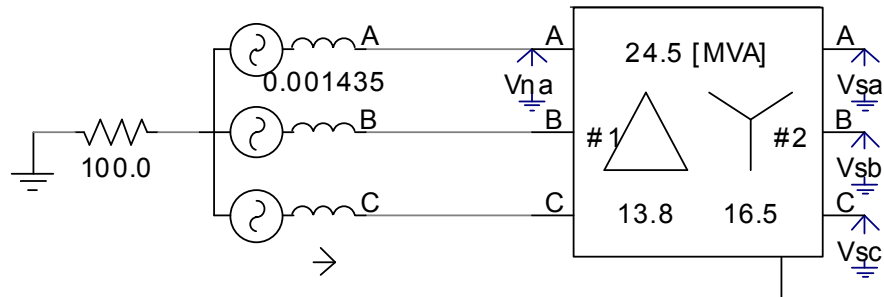 A
24.5 [MVA]
A
0.001435
Vna
Vsa
B
B
#1
#2
B
100.0
Vsb
C
C
13.8
16.5
C
Vsc